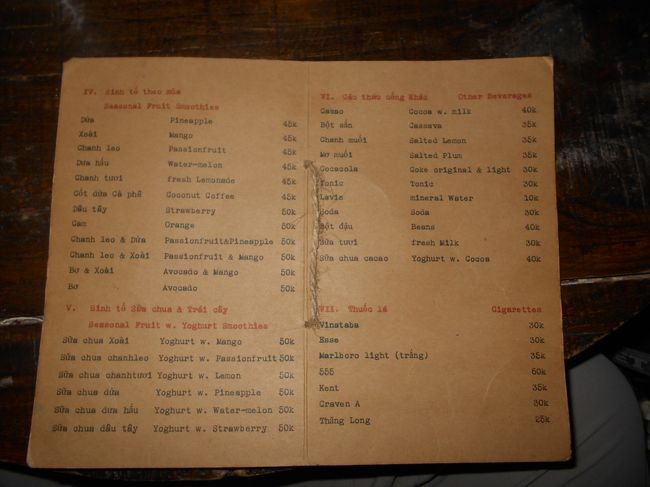 IV. Sinh tố theo mùa
Seasonal Fruit Smoothies
Dứa Pineapple 45k
Xoài Mango 45k
Chanh leo Passionfruit 45k
Dưa hấu Water-melon 45k
Chanh tươi fresh Lemonade 45k
Cốt dừa Cà phê Coconut Coffee 45k
Dâu tây Strawberry 50k
Cam Orange 50k
Chanh leo & Dứa Passionfruit&Pineapple 50k
Chanh leo & Xoài Passionfruit & Mango 50k
Bơ & Xoài Avocado & Mango 50k
Bơ Avocado 50k
V. Sinh tố Sữa chua & Trái cây
Seasonal Fruit w. Yoghurt Smoothies
Sữa chua Xoài Yoghurt w. Mango 50k
Sữa chua chanhleo Yoghurt w. Passionfruit 50k
Sữa chua chanhtươi Yoghurt w. Lemon 50k
Sữa chua dứa Yoghurt w. Pineapple 50k
Sữa chua dưa hấu Yoghurt w. Water-melon 50k
Sữa chua dâu tây Yoghurt w. Strawberry 50k
VI. Các thức uống Khác Other Beverages
Cacao Cocoa w. milk 40k
Bột sắn Cassava 35k
Chanh muối Salted Lemon 35k
Mơ muối Salted Plum 35k
Cocacola Coke original & light 30k
Tonic Tonic 30k
Lavie mineral Water 10k
Soda Soda 30k
Bột đậu Beans 40k
Sữa tươi fresh Milk 30k
Sữa chua cacao Yoghurt w. Cocoa 40k
VII. Thuốc lá Cigarettes
Vinataba 30k
Esse 30k
Marlboro light (trắng) 35k
555 50k
Kent 35k
Craven A 30k
Thăng Long 25k